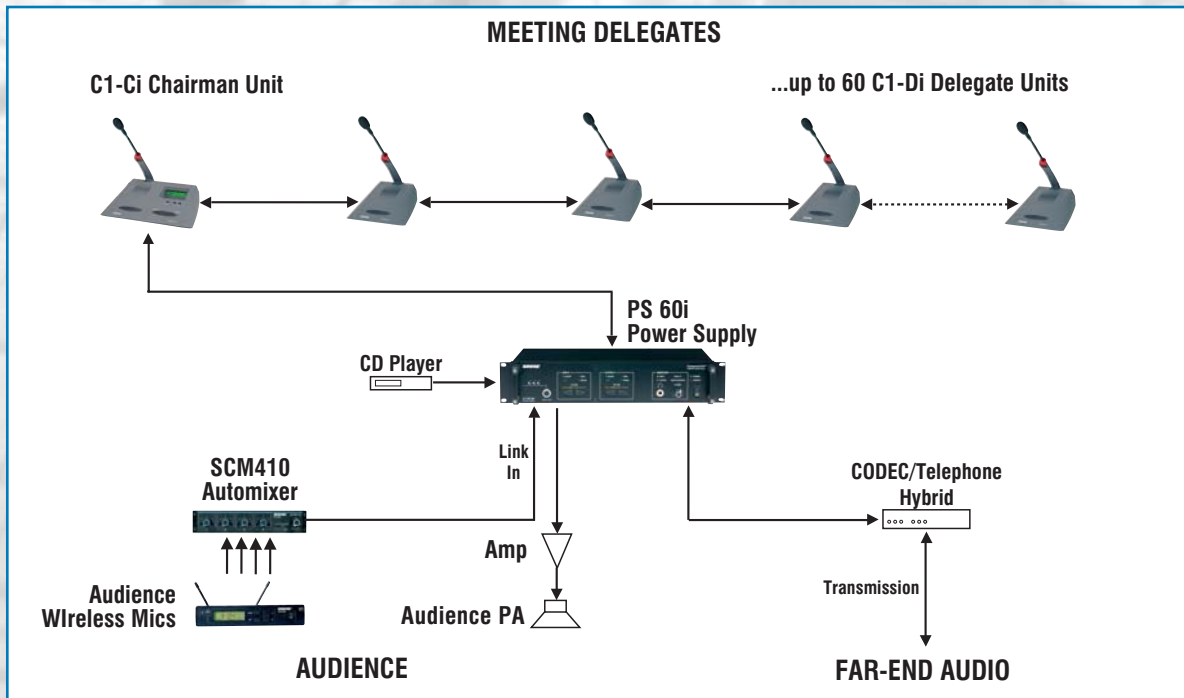 MEETING DELEGATES
C1-Ci Chairman Unit
...up to 60 C1-Di Delegate Units
PS 60i
Power Supply
CD Player
Link
In
SCM410
Automixer
CODEC/Telephone
Hybrid
Amp
Transmission
Audience
WIreless Mics
Audience PA
AUDIENCE
FAR-END AUDIO